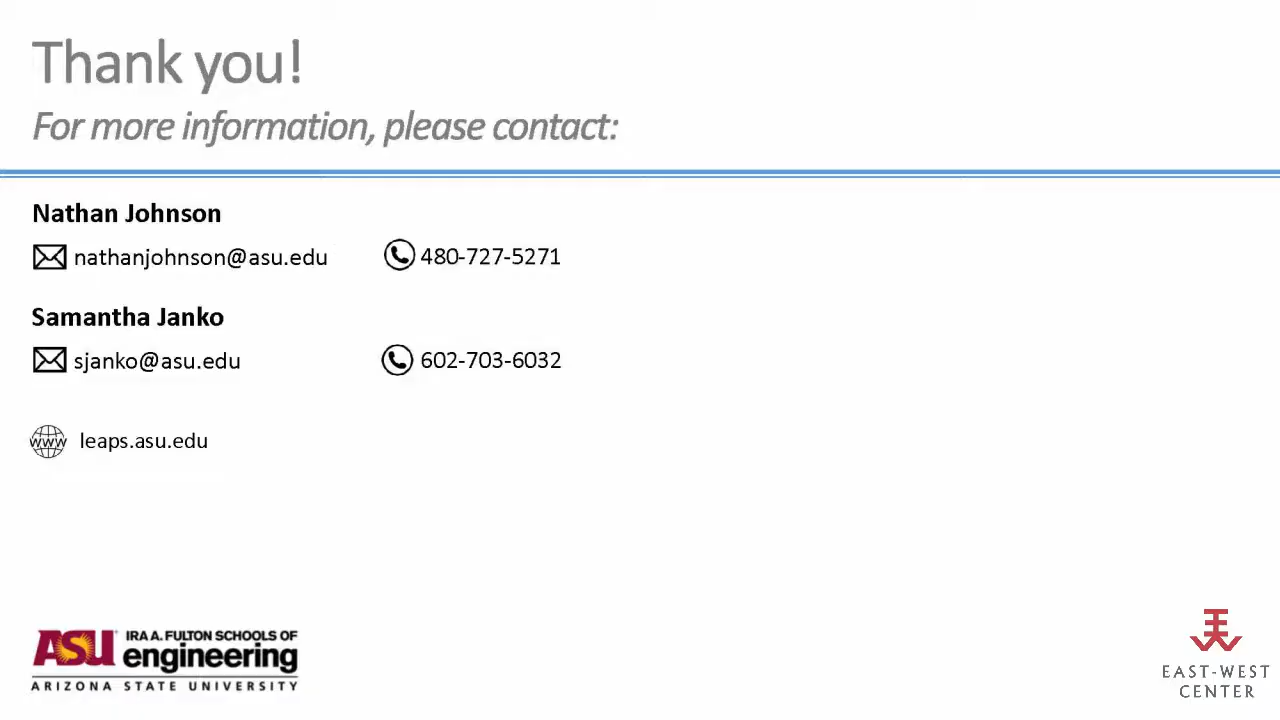 Thank you!
For more information, please contact:
Nathan Johnson
nathanjohnson@asu.edu 480-727-5271
Samantha Janko
sjanko@asu.edu 602-703-6032
www leaps.asu.edu
ASU IRA A. FULTON SCHOOLS OF
engineering
ARIZONA STATE UNIVERSITY
EAST-WEST
CENTER